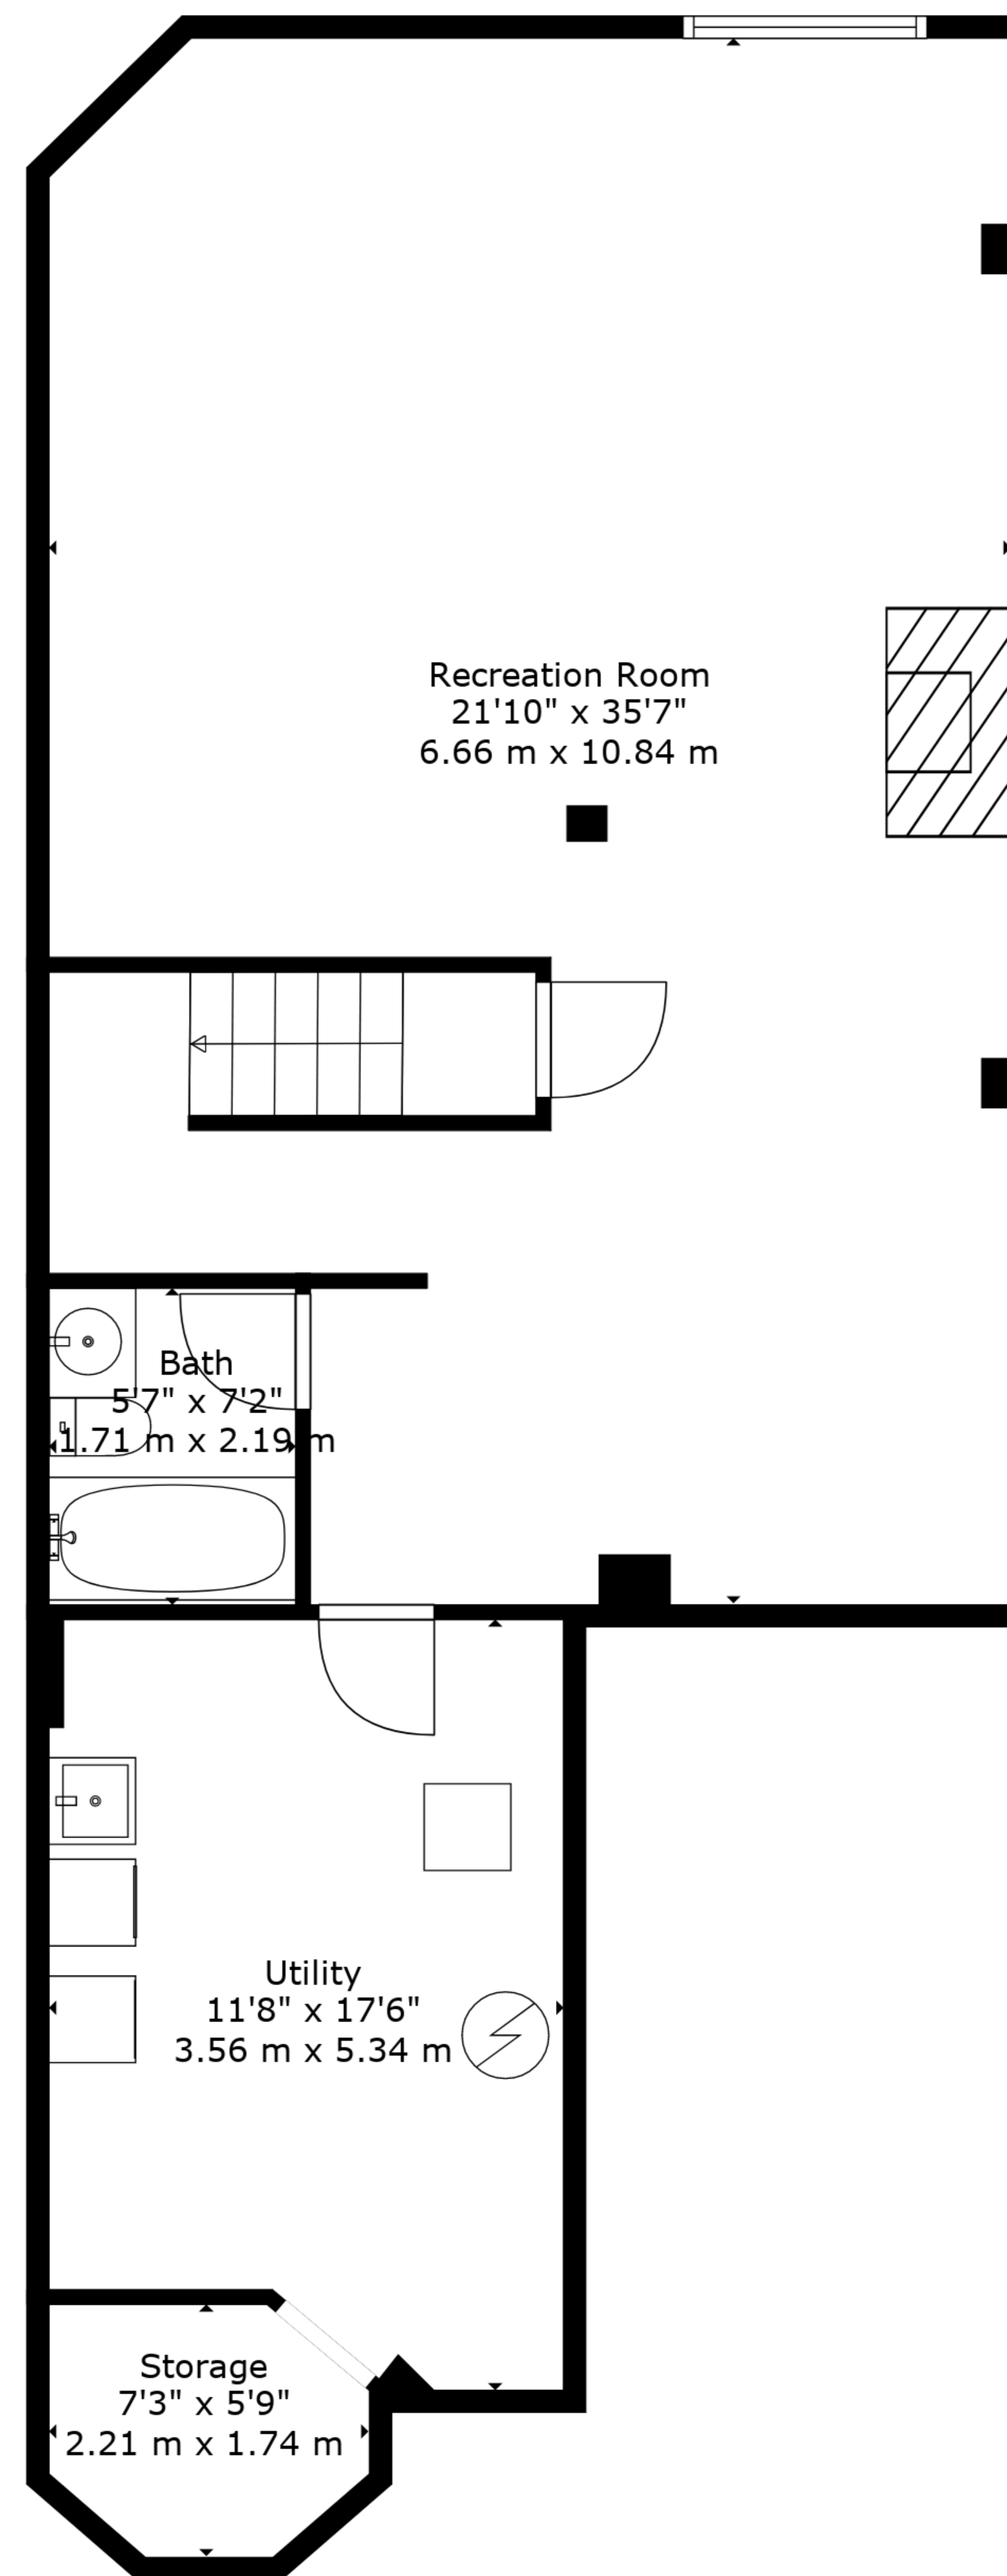 Recreation Room
21'10" x 35'7"
6.66 m x 10.84 m
Bath
5'7" x 7'2"
1.71 m x 2.19 m
Utility
11'8" x 17'6"
3.56 m x 5.34 m
Storage
7'3" x 5'9"
2.21 m x 1.74 m